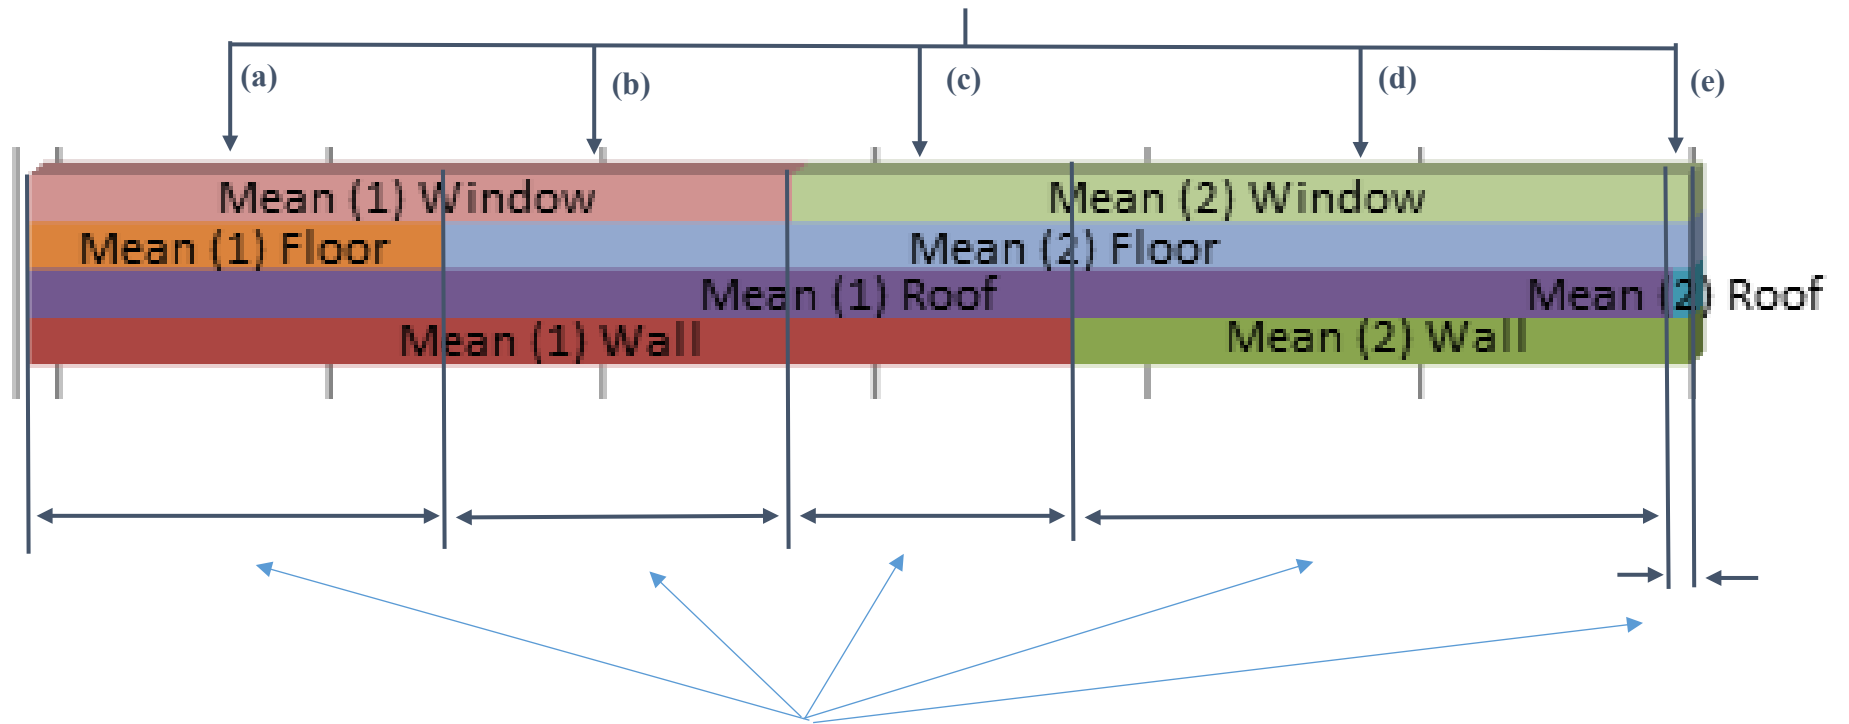 (a) (b) (c) (d) (e)
Mean (1) Window Mean (2) Window
Mean (1) Floor Mean (2) Floor
Mean (1) Roof Mean (2) Roof
Mean (1) Wall Mean (2) Wall